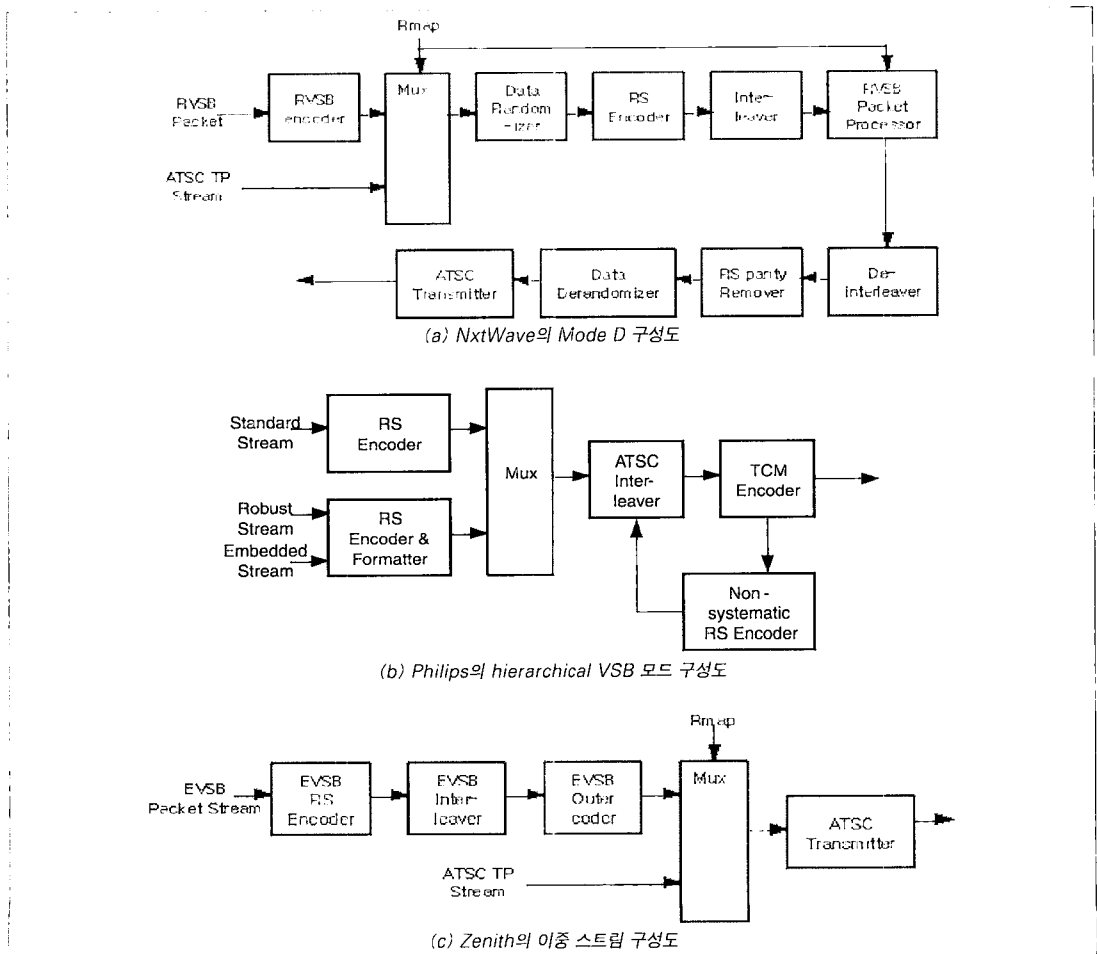 Rmap
RVSB
Packet
RVSB
encoder
Mux
Data
Random
izer
RS
Encoder
Inter-
leaver
RVSB
Packet
Processor
ATSC TP
Stream
ATSC
Transmitter
Data
Derandomizer
RS parity
Remover
De-
interleaver
(a) NxtWave의 Mode D 구성도
Standard
Stream
RS
Encoder
Mux
ATSC
Inter-
leaver
TCM
Encoder
Robust
Stream
Embedded
Stream
RS
Encoder &
Formatter
Non-
systematic
RS Encoder
(b) Philips의 hierarchical VSB 모드 구성도
Rmap
EVSB
Packet Stream
EVSB
RS
Encoder
EVSB
Inter-
leaver
EVSB
Outer
coder
Mux
ATSC
Transmitter
ATSC TP
Stream
(c) Zenith의 이중 스트림 구성도